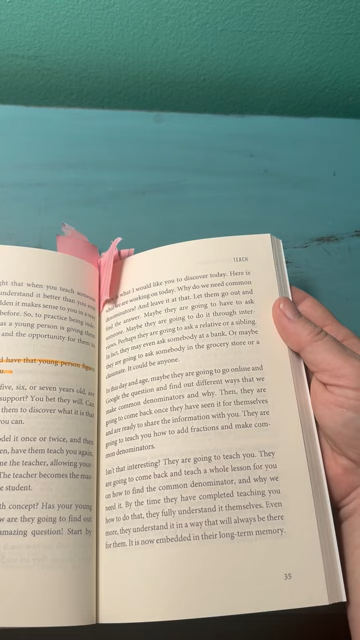 ght that when you teach someone
understand it better than you
dden it makes sense to you in a way
before. So, to practice being
as a young person is giving them
and the opportunity for them to
d have that young person figure
five, six, or seven years old, are
support? You bet they will. Can
them to discover what it is that
you can.
del it once or twice, and then
en, have them teach you again,
me the teacher, allowing your
The teacher becomes the
e student.
th concept? Has your young
w are they going to find out
amazing question! Start by
TEACH
what I would like you to discover today. Here is
what we are working on today. Why do we need common
denominators? And leave it at that. Let them go out and
find the answer. Maybe they are going to have to ask
someone. Maybe they are going to do it through inter-
views. Perhaps they are going to ask a relative or a sibling.
In fact, they may even ask somebody at a bank. Or maybe
they are going to ask somebody in the grocery store or a
It could be anyone.
In this day and age, maybe they are going to go online and
Google the question and find out different ways that we
make common denominators and why. Then, they are
going to come back once they have seen it for themselves
and are ready to share the information with you. They are
going to teach you how to add fractions and make com-
mon denominators.
Isn't that interesting? They are going to teach you. They
are going to come back and teach a whole lesson for you
on how to find the common denominator, and why we
need it. By the time they have completed teaching you
how to do that, they fully understand it themselves. Even
more, they understand it in a way that will always be there
for them. It is now embedded in their long-term memory.
35